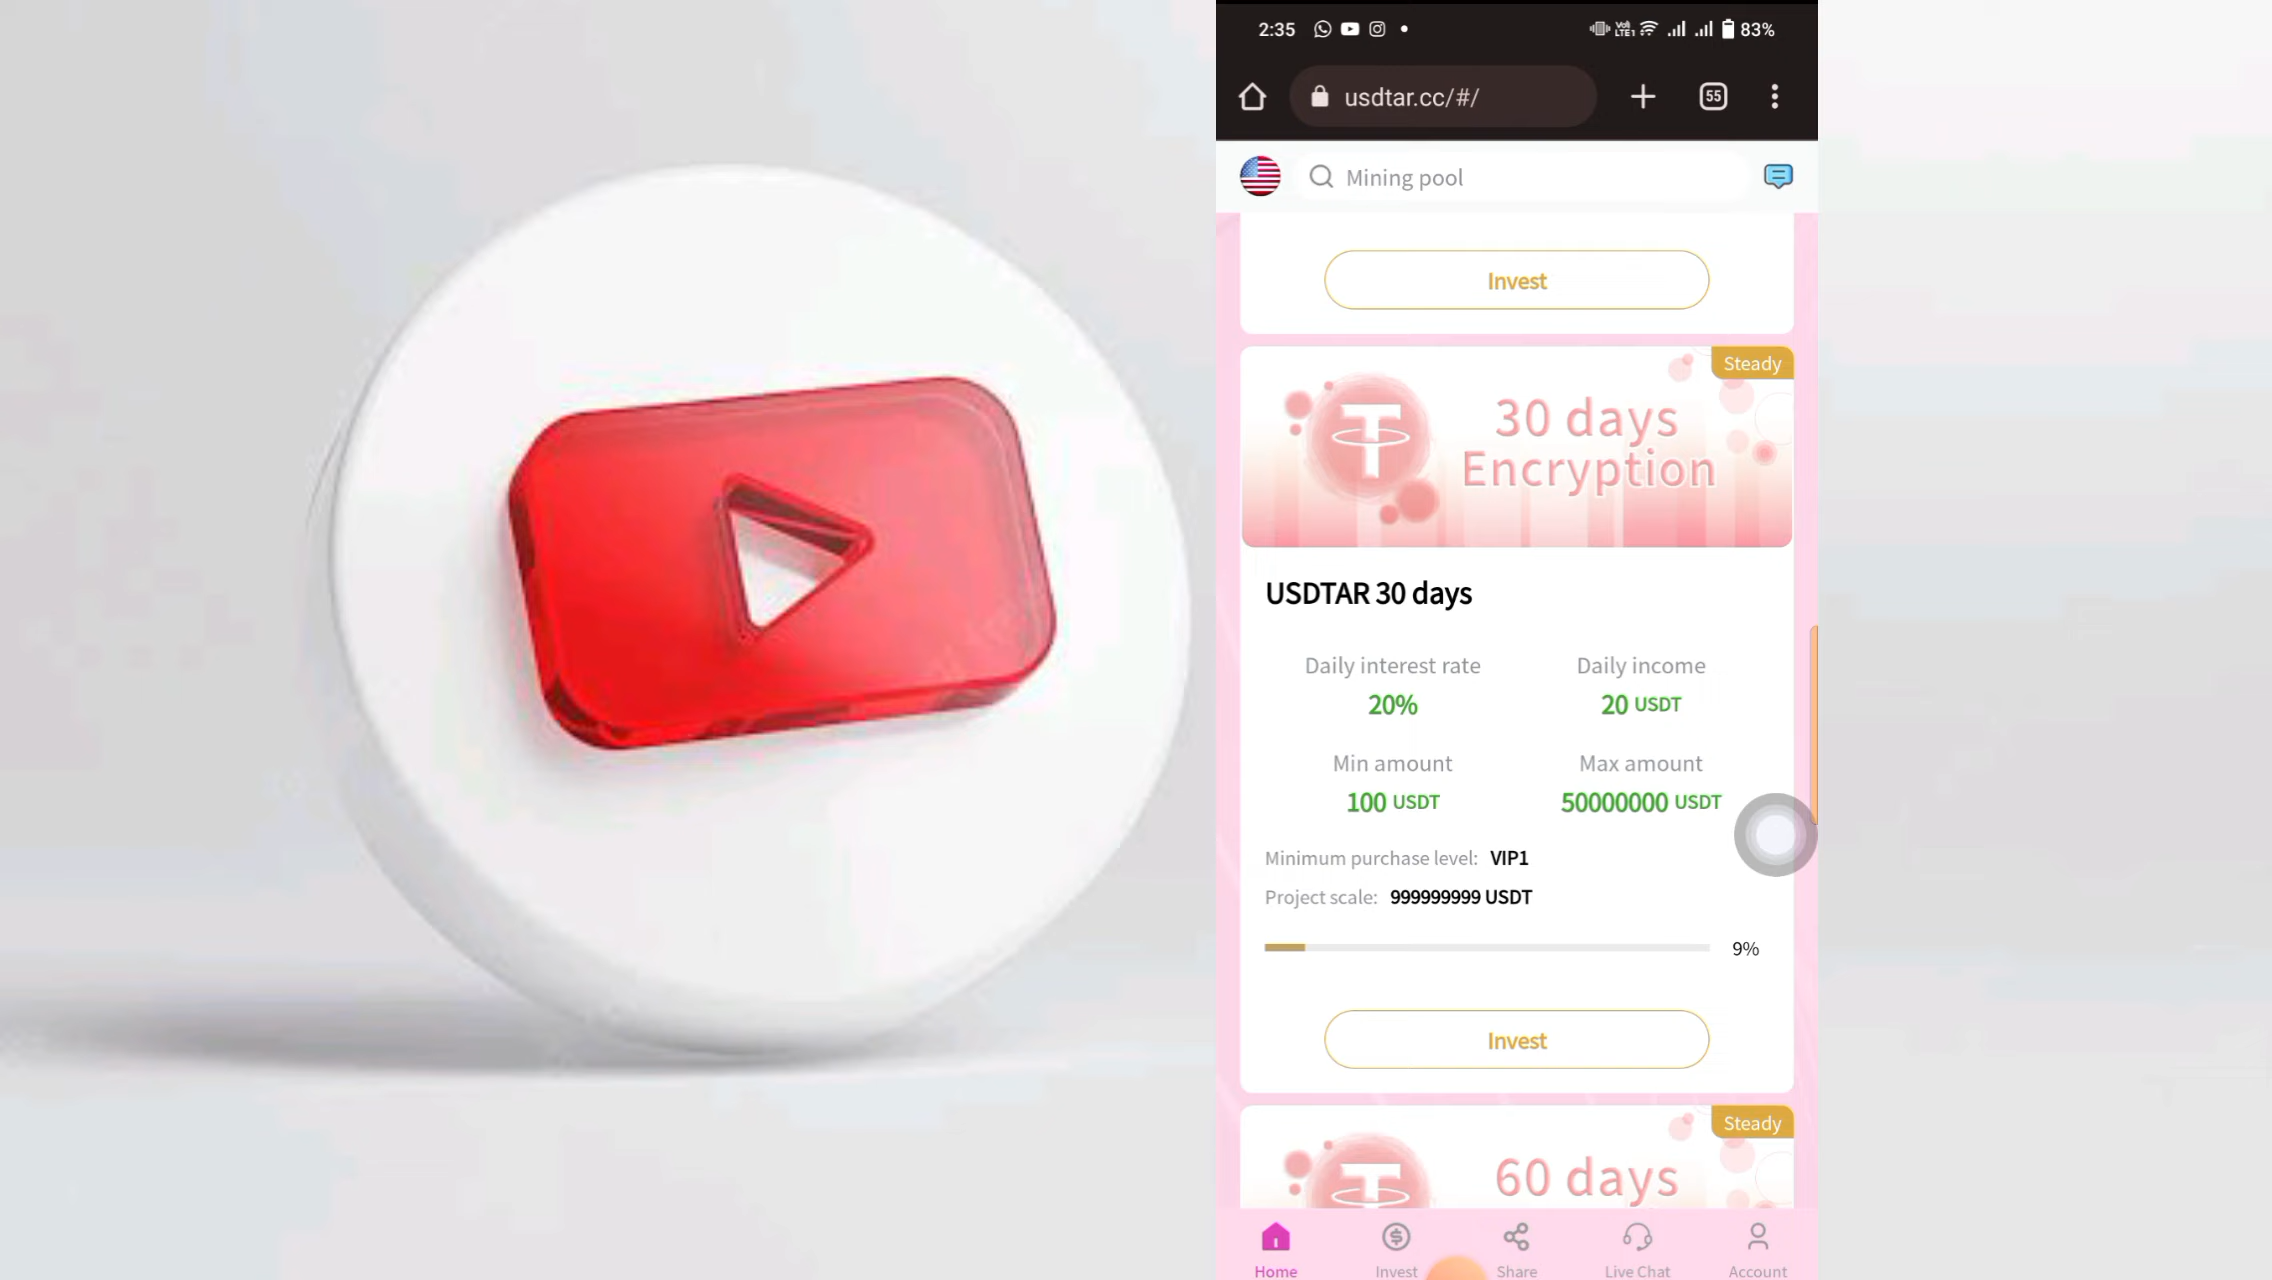 2:35
83%
usdtar.cc/#/
55
Mining pool
Invest
Steady
30 days
Encryption
USDTAR 30 days
Daily interest rate
Daily income
20%
20 USDT
Min amount
Max amount
100 USDT
50000000 USDT
Minimum purchase level: VIP1
Project scale: 999999999 USDT
9%
Invest
Steady
60 days
Home
Invest
Share
Live Chat
Account